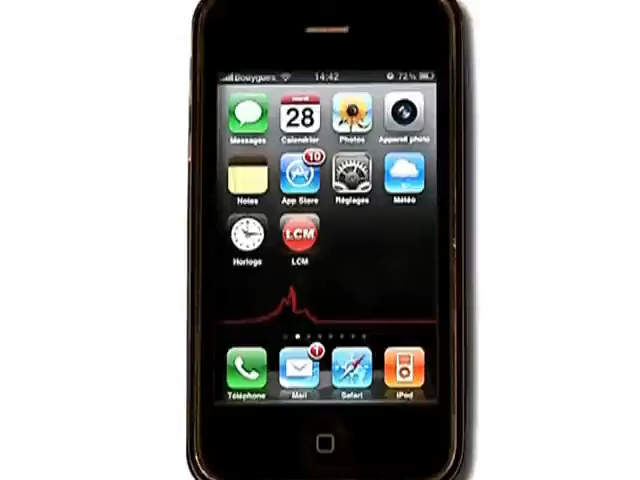 Bouygues 14:42 72%
28
Messages Calendrier Photos Appareil photo
10
Notes App Store Réglages Météo
LCM
Horloge LCM
1
Téléphone Mail Safari iPod